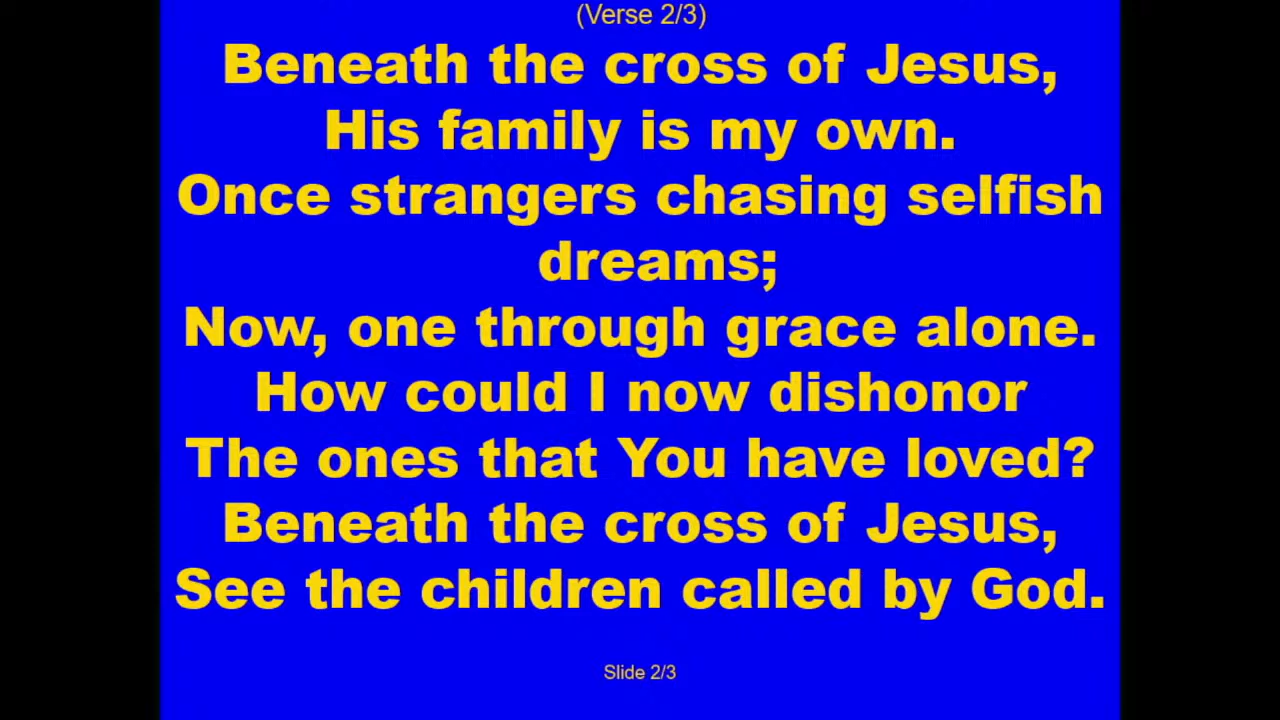 (Verse 2/3)
Beneath the cross of Jesus,
His family is my own.
Once strangers chasing selfish
dreams;
Now, one through grace alone.
How could I now dishonor
The ones that You have loved?
Beneath the cross of Jesus,
See the children called by God.
Slide 2/3